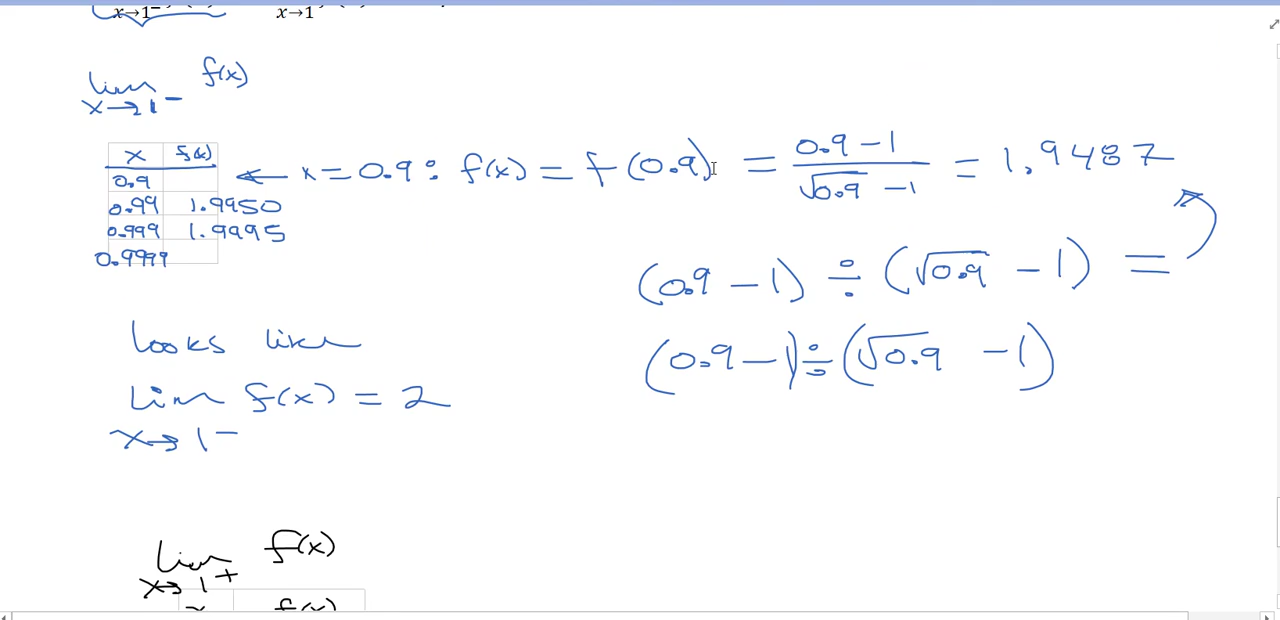 x→1⁻ x→1
lim f(x)
x→1⁻
x f(x)
0.9 ← x = 0.9 : f(x) = f(0.9) = (0.9 − 1)/(√0.9 − 1) = 1.9487
0.99 1.9950
0.999 1.9995
0.9999
(0.9 − 1) ÷ (√0.9 − 1) =
looks like
(0.9 − 1) ÷ (√0.9 − 1)
lim f(x) = 2
x→1⁻
lim f(x)
x→1+
x f(x)